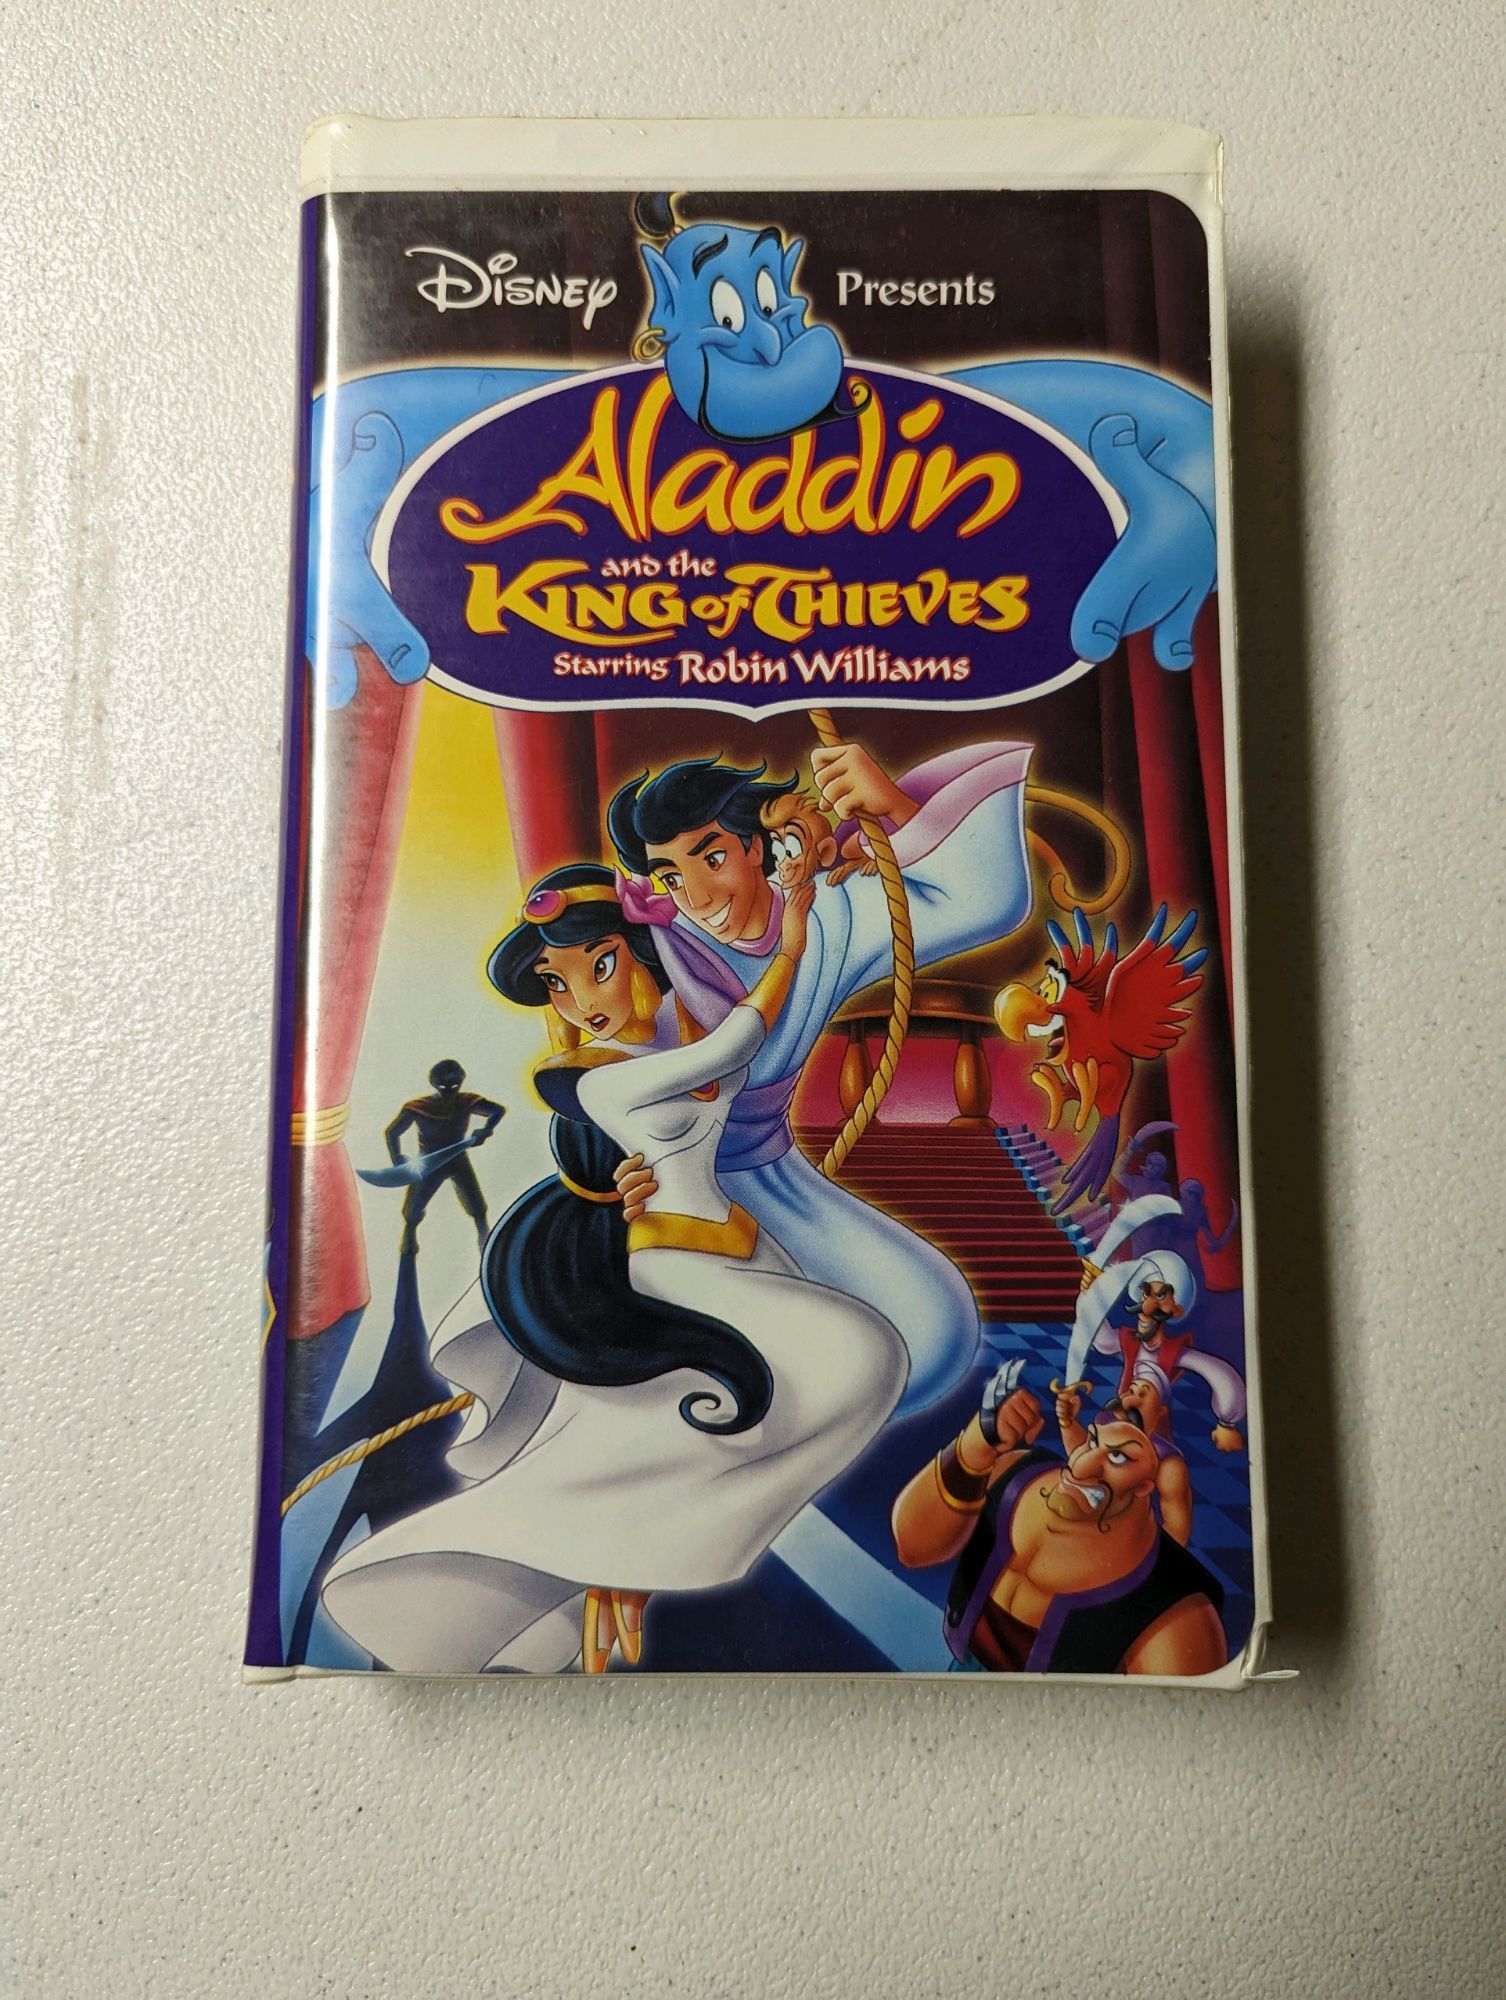 Disney Presents
Aladdin
and the
King of Thieves
Starring Robin Williams